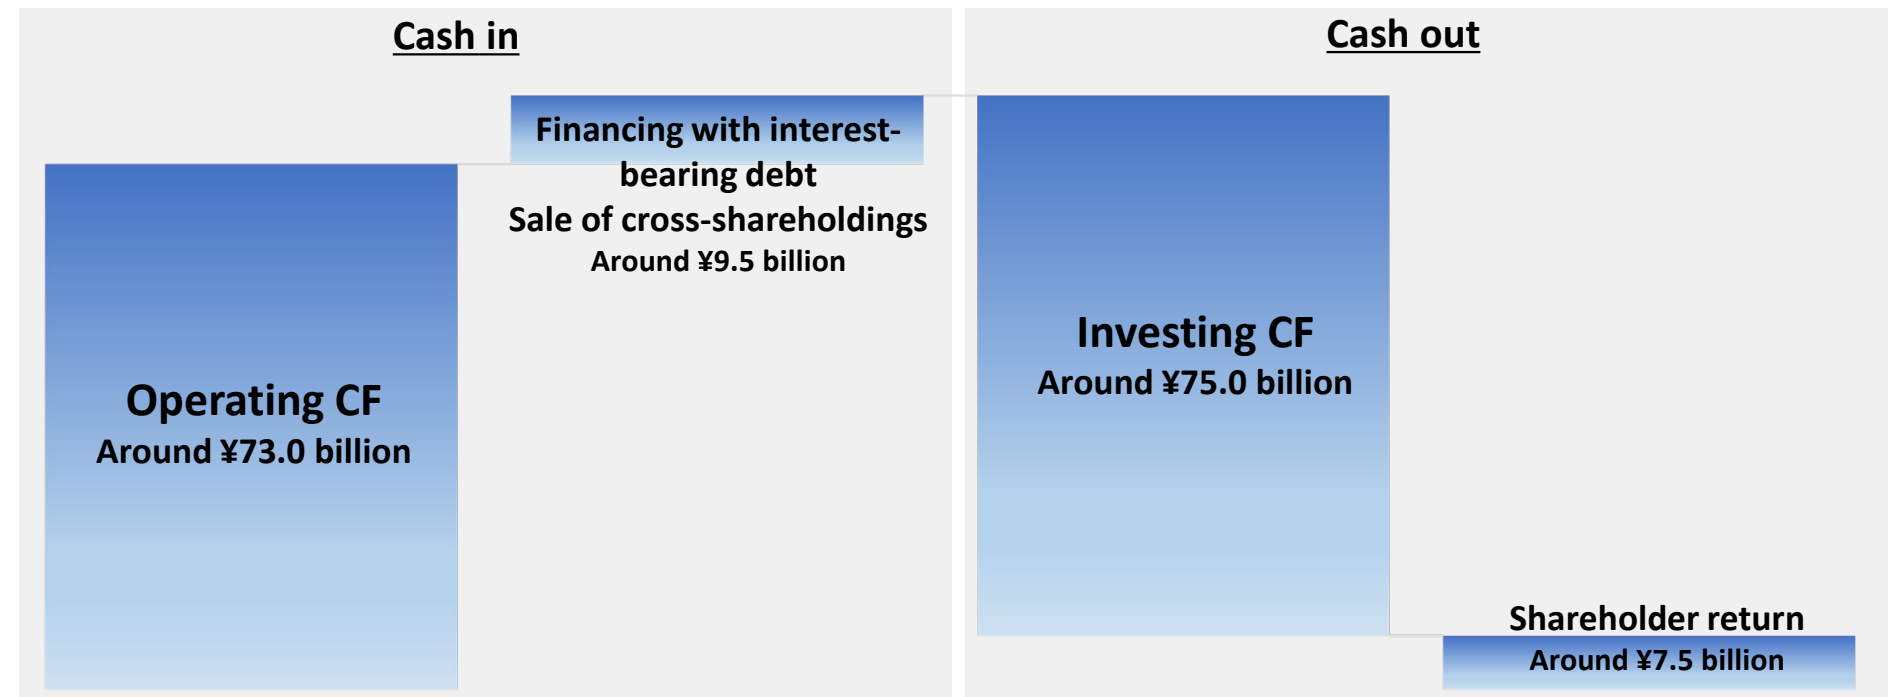 Cash in
Financing with interest-
bearing debt
Sale of cross-shareholdings
Around ¥9.5 billion
Operating CF
Around ¥73.0 billion
Cash out
Investing CF
Around ¥75.0 billion
Shareholder return
Around ¥7.5 billion